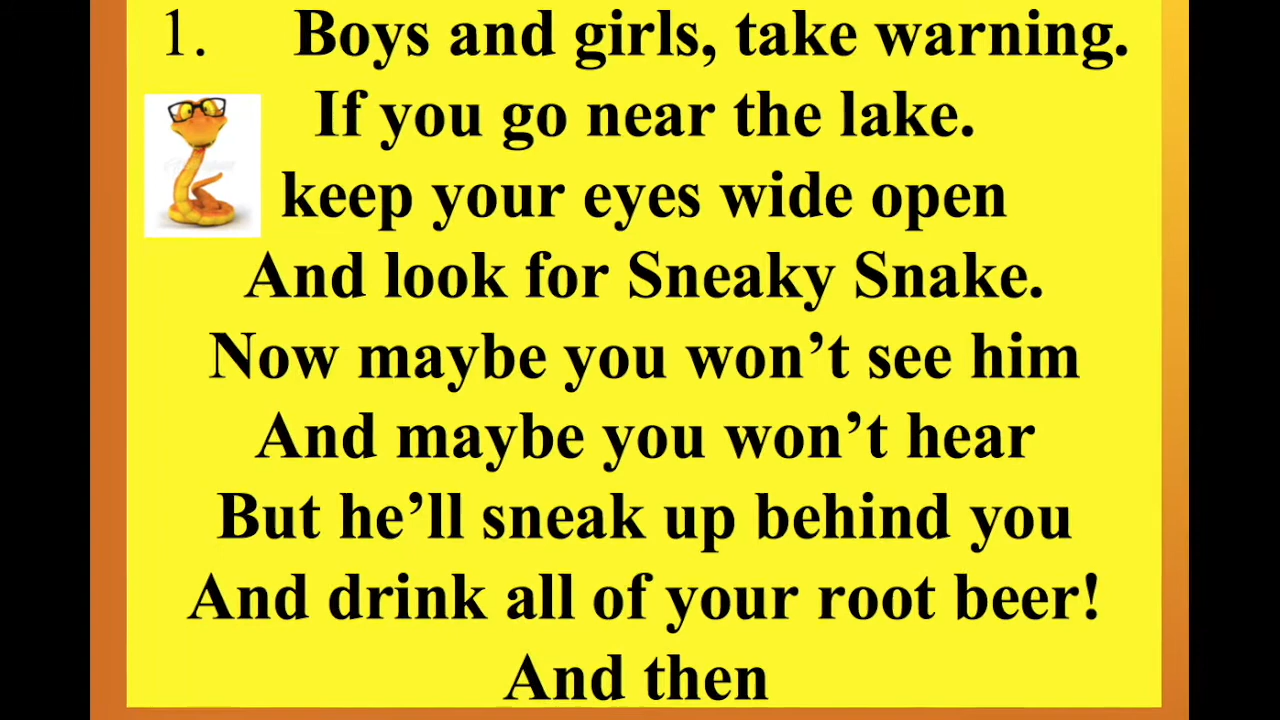 1. Boys and girls, take warning.
If you go near the lake.
keep your eyes wide open
And look for Sneaky Snake.
Now maybe you won’t see him
And maybe you won’t hear
But he’ll sneak up behind you
And drink all of your root beer!
And then